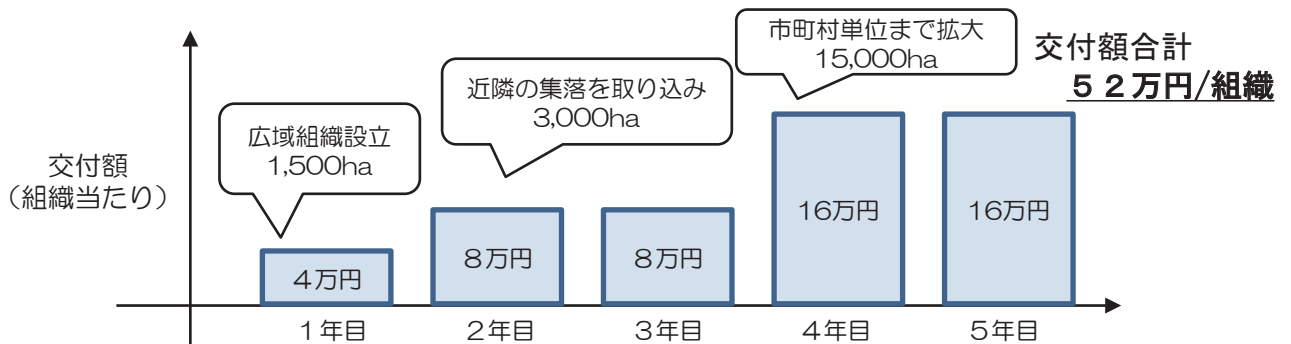 市町村単位まで拡大
15,000ha
交付額合計
５２万円/組織
近隣の集落を取り込み
3,000ha
広域組織設立
1,500ha
交付額
（組織当たり）
４万円
８万円
８万円
16万円
16万円
１年目
２年目
３年目
４年目
５年目